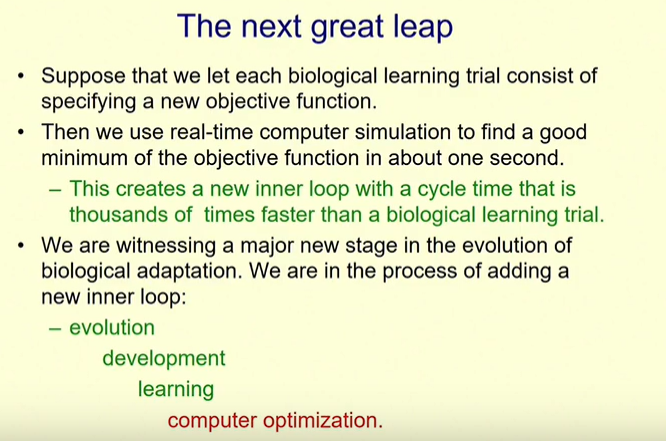 The next great leap
• Suppose that we let each biological learning trial consist of
specifying a new objective function.
• Then we use real-time computer simulation to find a good
minimum of the objective function in about one second.
– This creates a new inner loop with a cycle time that is
thousands of times faster than a biological learning trial.
• We are witnessing a major new stage in the evolution of
biological adaptation. We are in the process of adding a
new inner loop:
– evolution
development
learning
computer optimization.